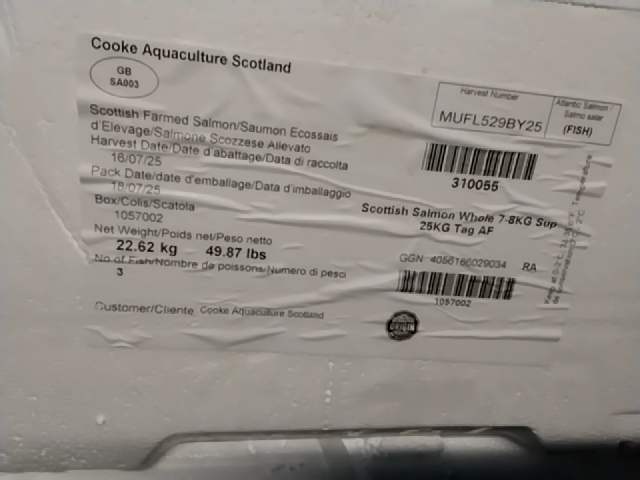 Cooke Aquaculture Scotland
GB
SA003
Harvest Number
MUFL529BY25
Atlantic Salmon /
Salmo salar
(FISH)
Scottish Farmed Salmon/Saumon Ecossais
d'Elevage/Salmone Scozzese Allevato
Harvest Date/Date d'abattage/Data di raccolta
16/07/25
Pack Date/date d'emballage/Data d'imballaggio
18/07/25
Box/Colis/Scatola
1057002
Net Weight/Poids net/Peso netto
22.62 kg 49.87 lbs
No of Fish/Nombre de poissons/Numero di pesci
3
Customer/Cliente: Cooke Aquaculture Scotland
310055
Scottish Salmon Whole 7-8KG Sup
25KG Tag AF
GGN 4056186029034 RA
1057002
ORIGIN